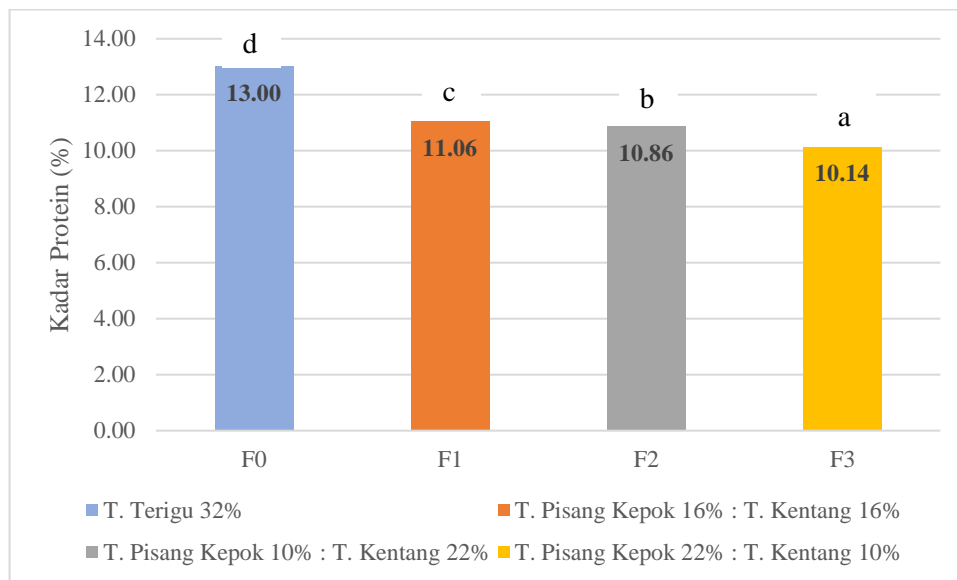 Kadar Protein (%)
14.00
12.00
10.00
8.00
6.00
4.00
2.00
0.00
d
13.00
c
11.06
b
10.86
a
10.14
F0
F1
F2
F3
T. Terigu 32%
T. Pisang Kepok 16% : T. Kentang 16%
T. Pisang Kepok 10% : T. Kentang 22%
T. Pisang Kepok 22% : T. Kentang 10%